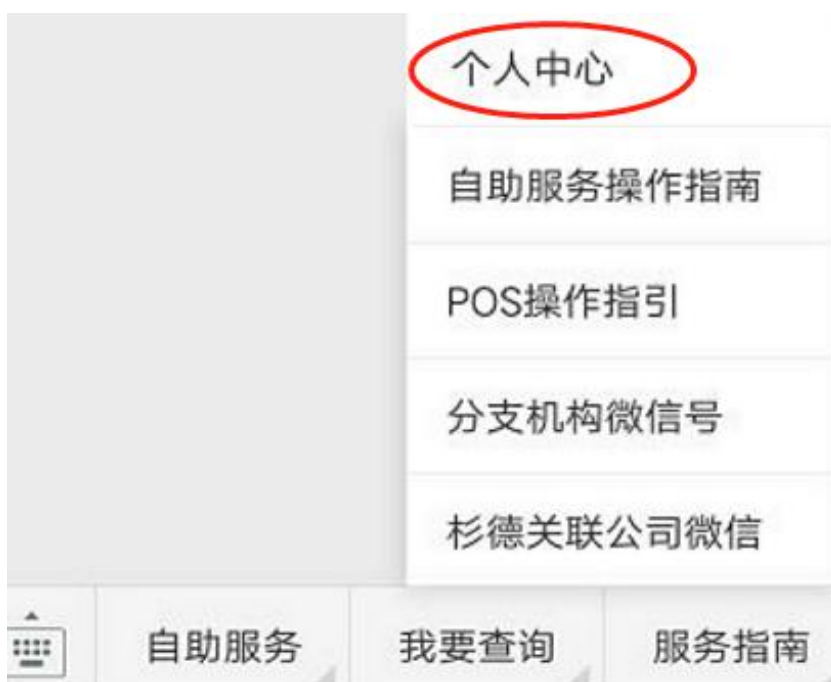 个人中心
自助服务操作指南
POS操作指引
分支机构微信号
杉德关联公司微信
自助服务 我要查询 服务指南